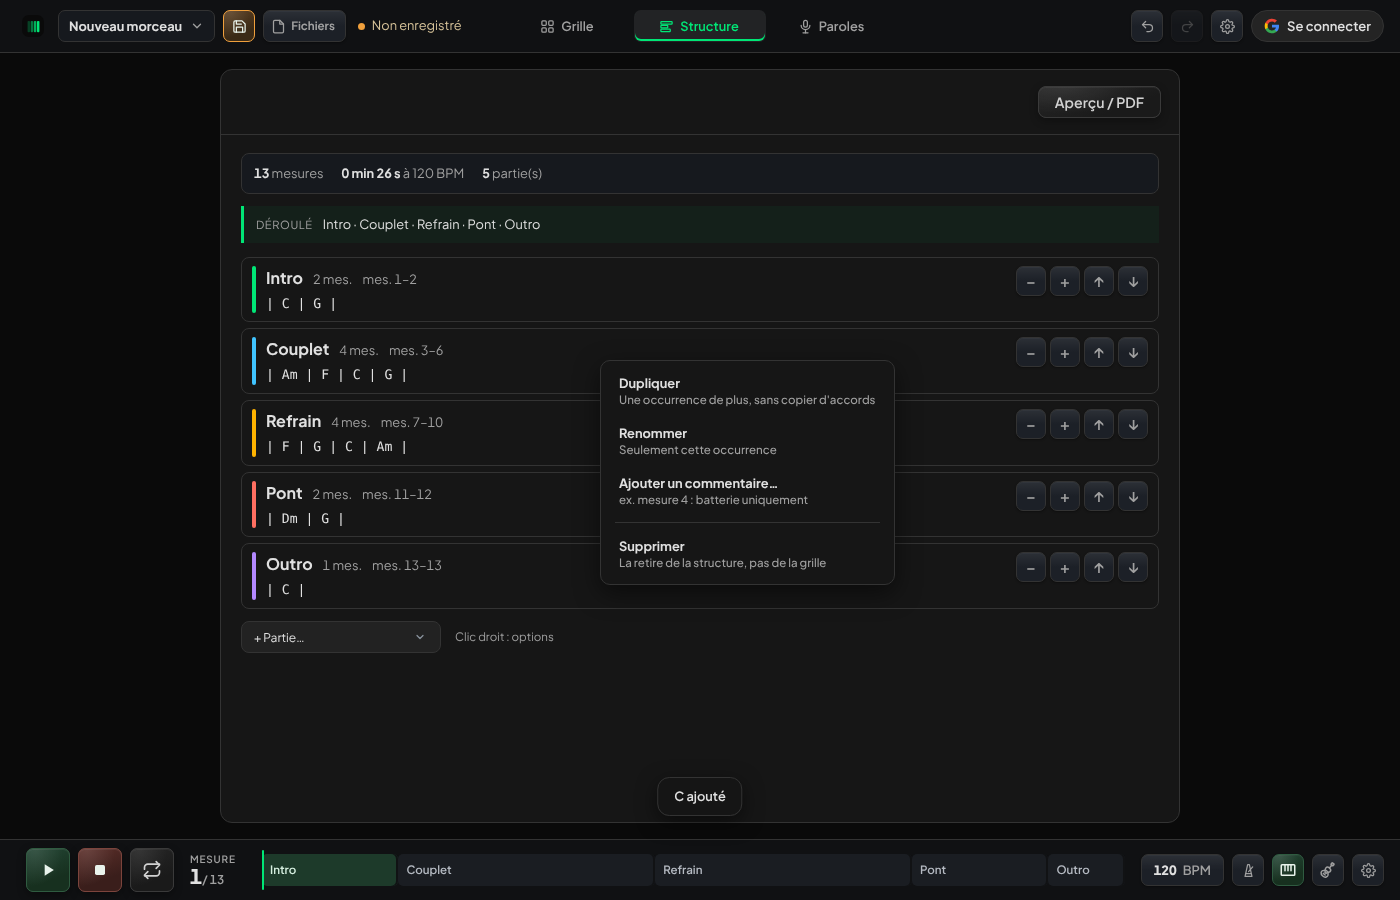 Nouveau morceau
Fichiers
Non enregistré
Grille
Structure
Paroles
Se connecter
Aperçu / PDF
13 mesures 0 min 26 s à 120 BPM 5 partie(s)
DÉROULÉ Intro · Couplet · Refrain · Pont · Outro
Intro 2 mes. mes. 1–2
| C | G |
Couplet 4 mes. mes. 3–6
| Am | F | C | G |
Refrain 4 mes. mes. 7–10
| F | G | C | Am |
Pont 2 mes. mes. 11–12
| Dm | G |
Outro 1 mes. mes. 13–13
| C |
Dupliquer
Une occurrence de plus, sans copier d'accords
Renommer
Seulement cette occurrence
Ajouter un commentaire…
ex. mesure 4 : batterie uniquement
Supprimer
La retire de la structure, pas de la grille
+ Partie…
Clic droit : options
C ajouté
MESURE
1/ 13
Intro
Couplet
Refrain
Pont
Outro
120 BPM